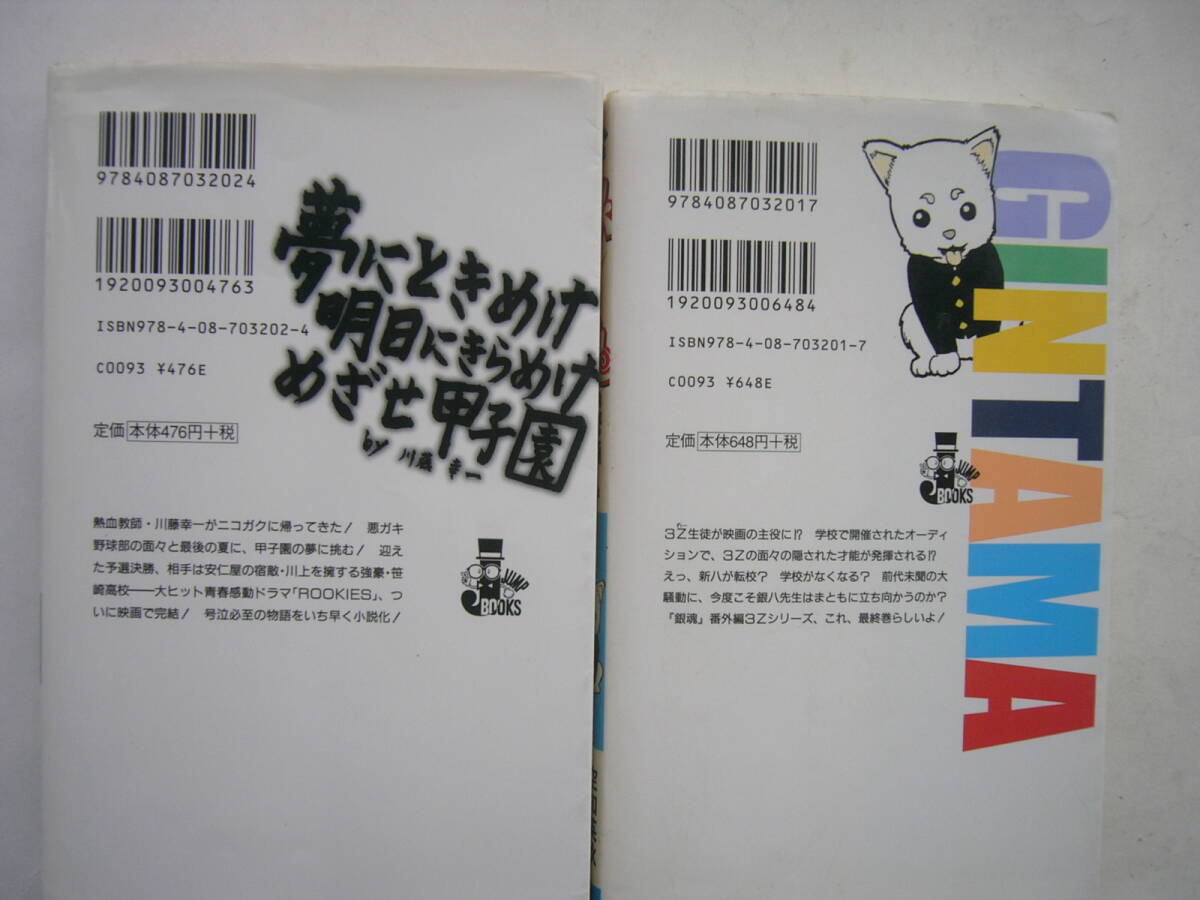 9784087032024
1920093004763
ISBN978-4-08-703202-4
C0093 ¥476E
定価 本体476円+税
夢にときめけ
明日にきらめけ
めざせ甲子園
by 川藤幸一
熱血教師・川藤幸一がニコガクに帰ってきた! 悪ガキ
野球部の面々と最後の夏に、甲子園の夢に挑む! 迎え
た予選決勝、相手は安仁屋の宿敵・川上を擁する強豪・笹
崎高校――大ヒット青春感動ドラマ「ROOKIES」、つ
いに映画で完結! 号泣必至の物語をいち早く小説化!
JUMP
J BOOKS
9784087032017
1920093006484
ISBN978-4-08-703201-7
C0093 ¥648E
定価 本体648円+税
GINTAMA
JUMP
J BOOKS
3Z生徒が映画の主役に!? 学校で開催されたオーディ
ションで、3Zの面々の隠された才能が発揮される!?
えっ、新八が転校? 学校がなくなる? 前代未聞の大
騒動に、今度こそ銀八先生はまともに立ち向かうのか?
「銀魂」番外編3Zシリーズ、これ、最終巻らしいよ!